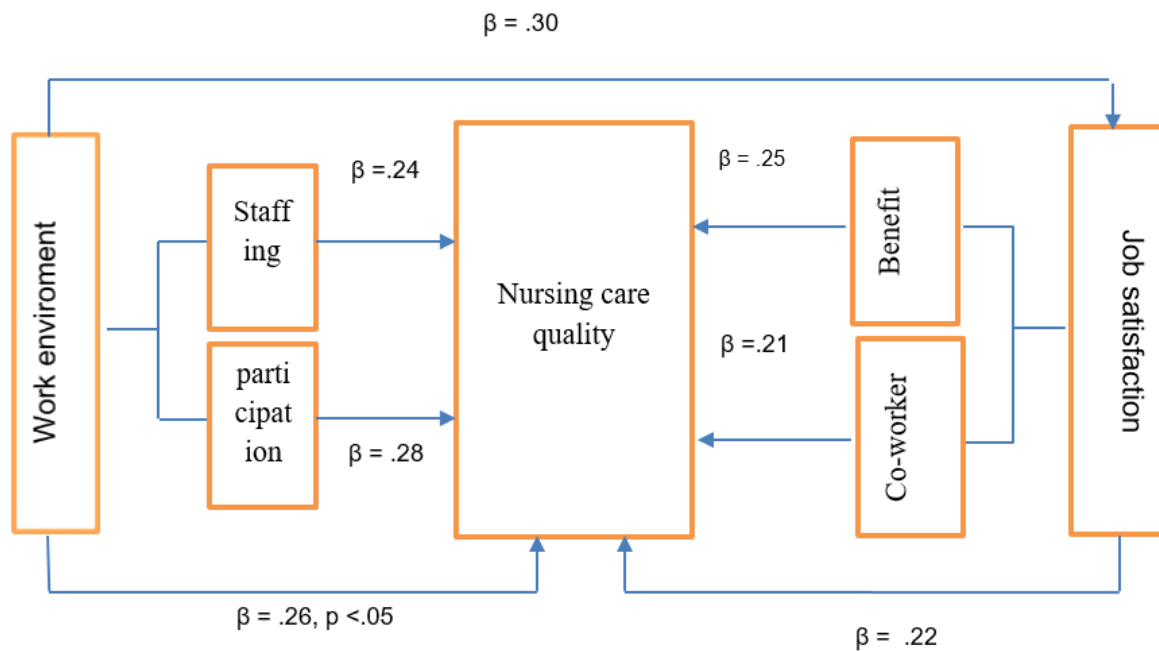 β = .30
Work enviroment
Staff
ing
β =.24
parti
cipat
ion
β = .28
Nursing care
quality
β = .25
Benefit
β =.21
Co-worker
Job satisfaction
β = .26, p <.05
β =  .22